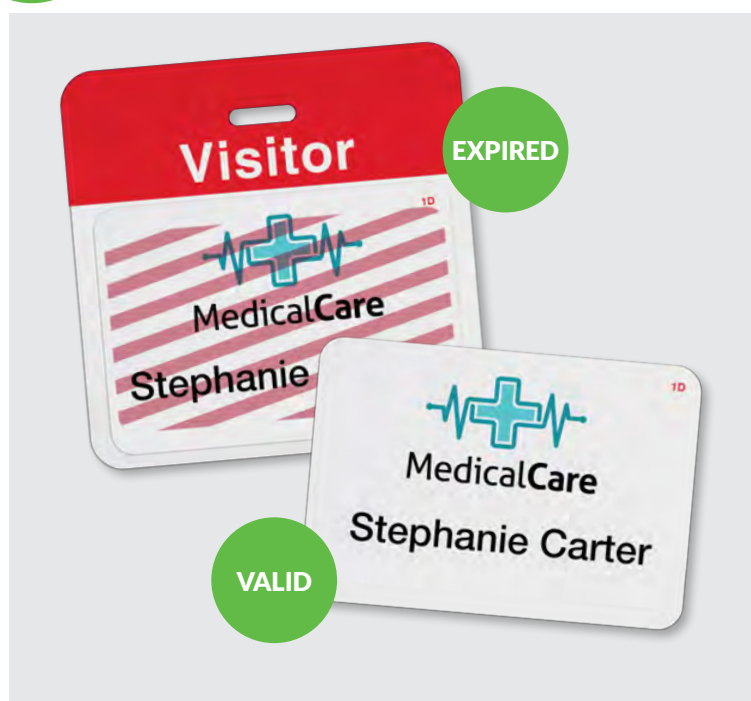 Visitor
EXPIRED
1D
MedicalCare
Stephanie
1D
MedicalCare
Stephanie Carter
VALID